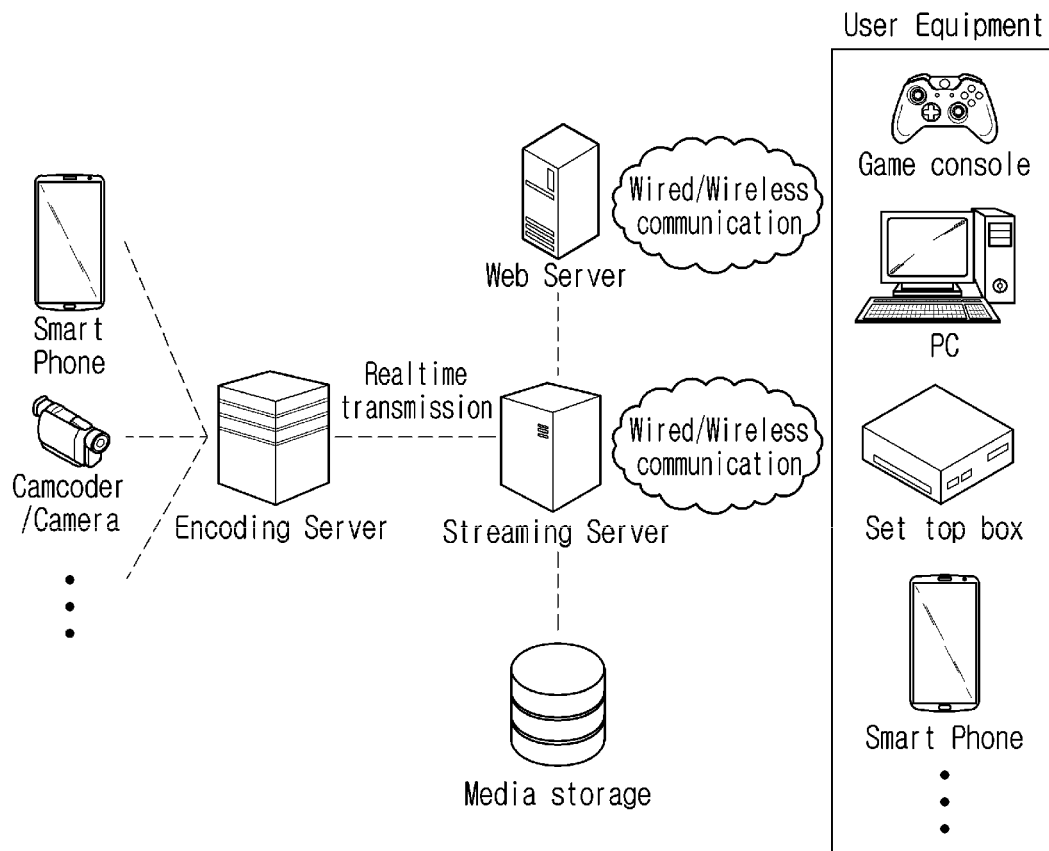 User Equipment
Game console
Wired/Wireless
communication
Web Server
PC
Smart
Phone
Realtime
transmission
Wired/Wireless
communication
Camcoder
/Camera
Encoding Server
Streaming Server
Set top box
Smart Phone
Media storage